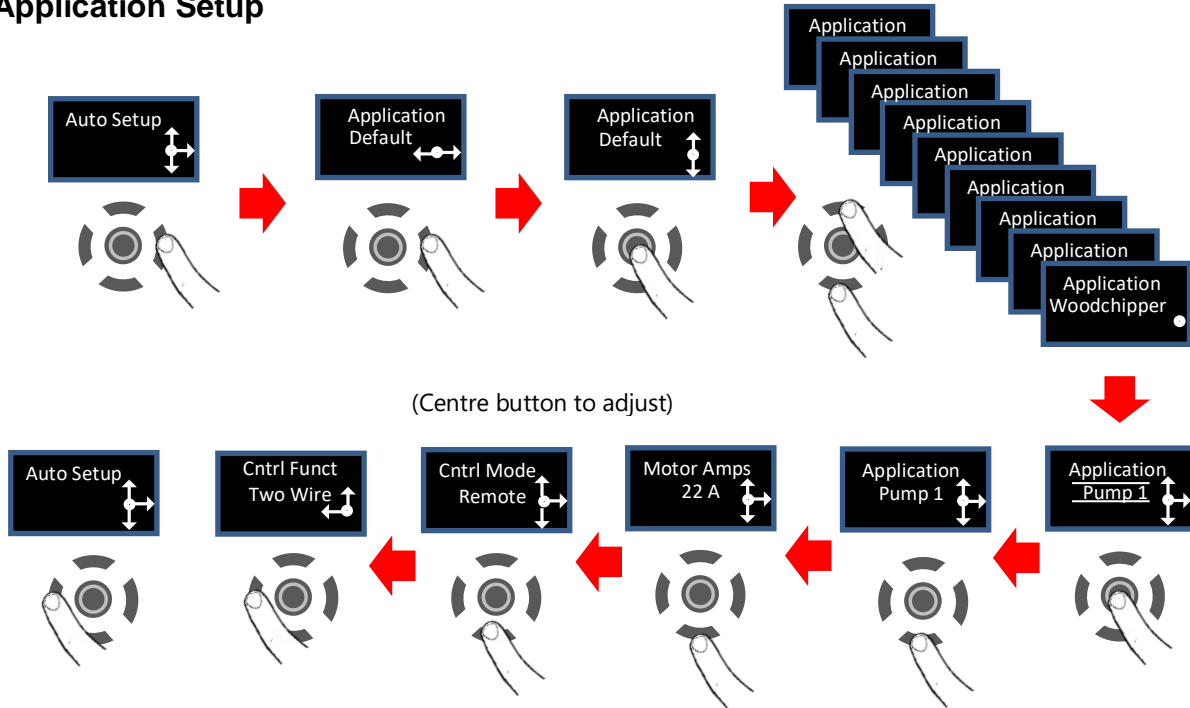 Application Setup
Auto Setup
Application
Default
Application
Default
Application
Application
Application
Application
Application
Application
Application
Application
Application
Woodchipper
(Centre button to adjust)
Auto Setup
Cntrl Funct
Two Wire
Cntrl Mode
Remote
Motor Amps
22 A
Application
Pump 1
Application
Pump 1